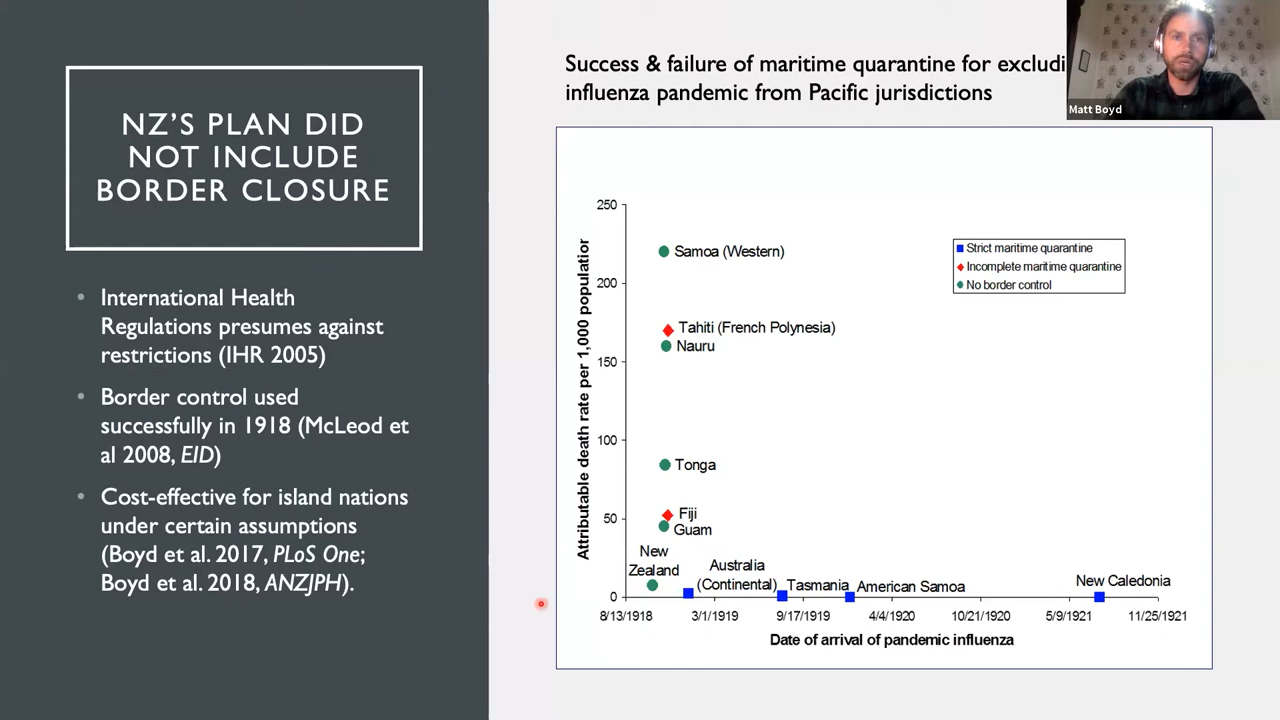 NZ'S PLAN DID
NOT INCLUDE
BORDER CLOSURE
• International Health
Regulations presumes against
restrictions (IHR 2005)
• Border control used
successfully in 1918 (McLeod et
al 2008, EID)
• Cost-effective for island nations
under certain assumptions
(Boyd et al. 2017, PLoS One;
Boyd et al. 2018, ANZJPH).
Success & failure of maritime quarantine for excludi
influenza pandemic from Pacific jurisdictions
Matt Boyd
Attributable death rate per 1,000 populatior
250
200
150
100
50
0
Samoa (Western)
Tahiti (French Polynesia)
Nauru
Tonga
Fiji
Guam
New
Zealand
Australia
(Continental)
Tasmania
American Samoa
New Caledonia
Strict maritime quarantine
Incomplete maritime quarantine
No border control
8/13/1918 3/1/1919 9/17/1919 4/4/1920 10/21/1920 5/9/1921 11/25/1921
Date of arrival of pandemic influenza